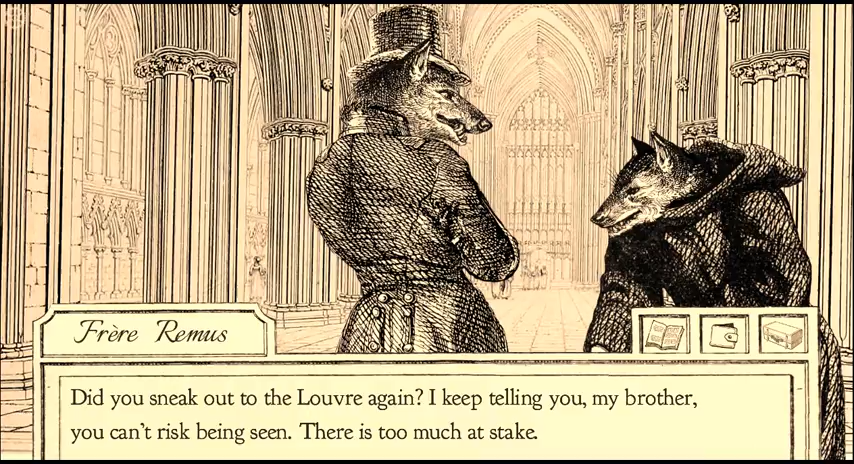 Frère Remus
Did you sneak out to the Louvre again? I keep telling you, my brother,
you can't risk being seen. There is too much at stake.